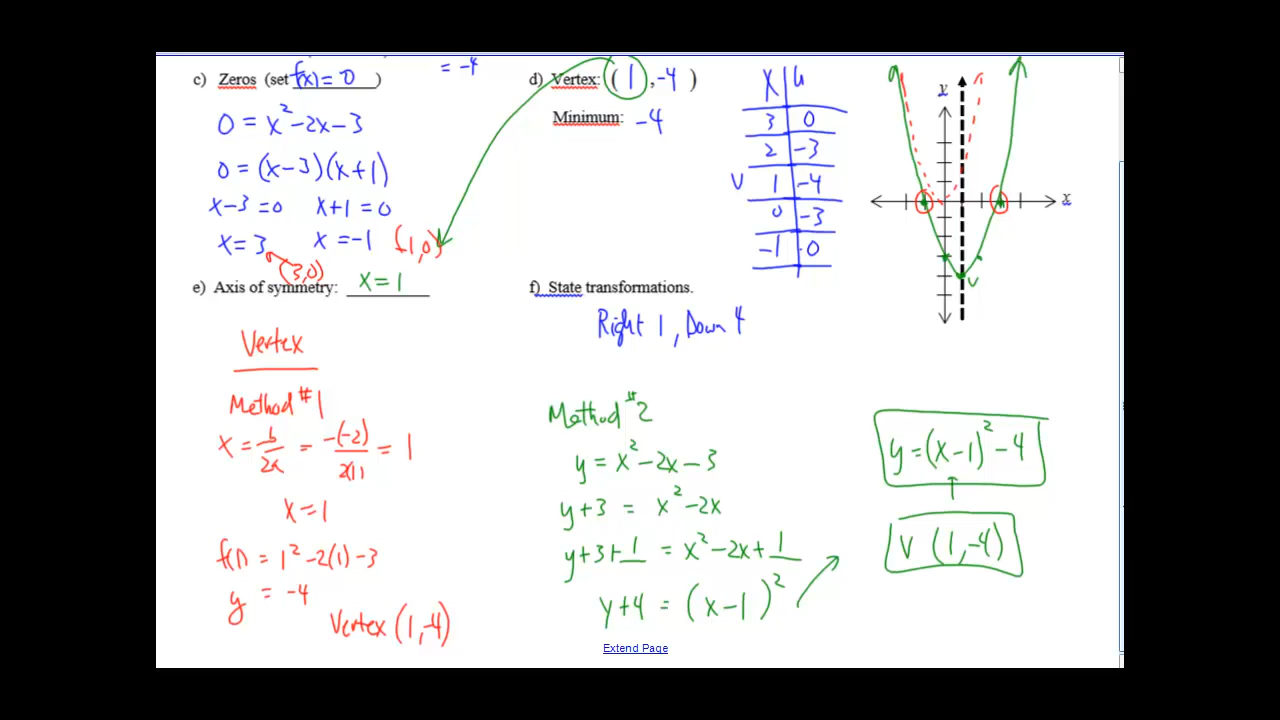 c) Zeros (set f(x) = 0 )
= -4
0 = x² - 2x - 3
0 = (x - 3)(x + 1)
x - 3 = 0 x + 1 = 0
x = 3 x = -1 (-1, 0)
(3, 0)
d) Vertex: (1, -4)
Minimum: -4
x | y
3 | 0
2 | -3
V 1 | -4
0 | -3
-1 | 0
y
x
V
e) Axis of symmetry: x = 1
f) State transformations.
Right 1, Down 4
Vertex
Method #1
x = b/2a = -(-2)/2(1) = 1
x = 1
f(1) = 1² - 2(1) - 3
y = -4
Vertex (1, -4)
Method #2
y = x² - 2x - 3
y + 3 = x² - 2x
y + 3 + 1 = x² - 2x + 1
y + 4 = (x - 1)²
y = (x - 1)² - 4
V (1, -4)
Extend Page